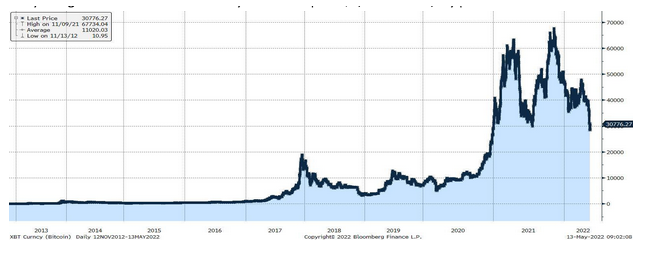 Last Price 30776.27
High on 11/09/21 67734.04
Average 11020.03
Low on 11/13/12 10.95
70000
60000
50000
40000
30776.27
20000
10000
0
2013 2014 2015 2016 2017 2018 2019 2020 2021 2022
XBT Curncy (Bitcoin) Daily 12NOV2012-13MAY2022 Copyright© 2022 Bloomberg Finance L.P. 13-May-2022 09:02:08